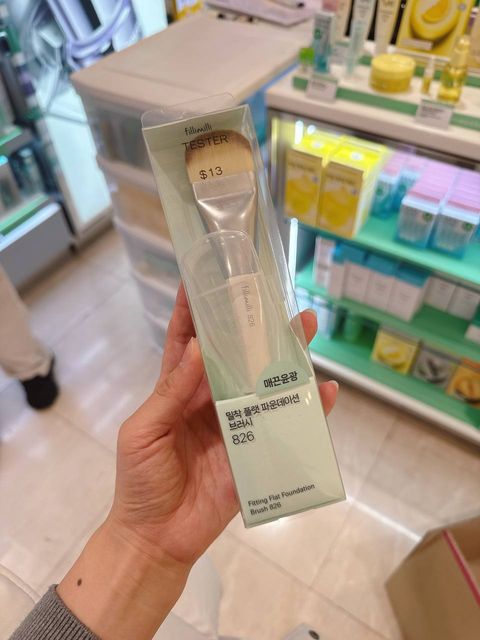 fillimilli
TESTER
$13
fillimilli 826
매끈윤광
밀착 플랫 파운데이션
브러시
826
Fitting Flat Foundation
Brush 826